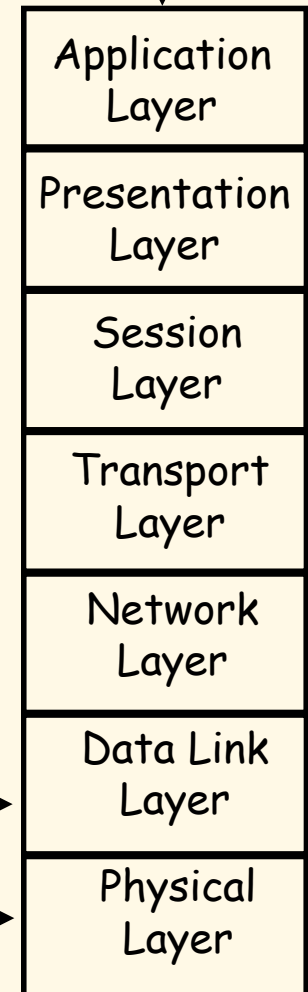 Application
Layer
Presentation
Layer
Session
Layer
Transport
Layer
Network
Layer
Data Link
Layer
Physical
Layer